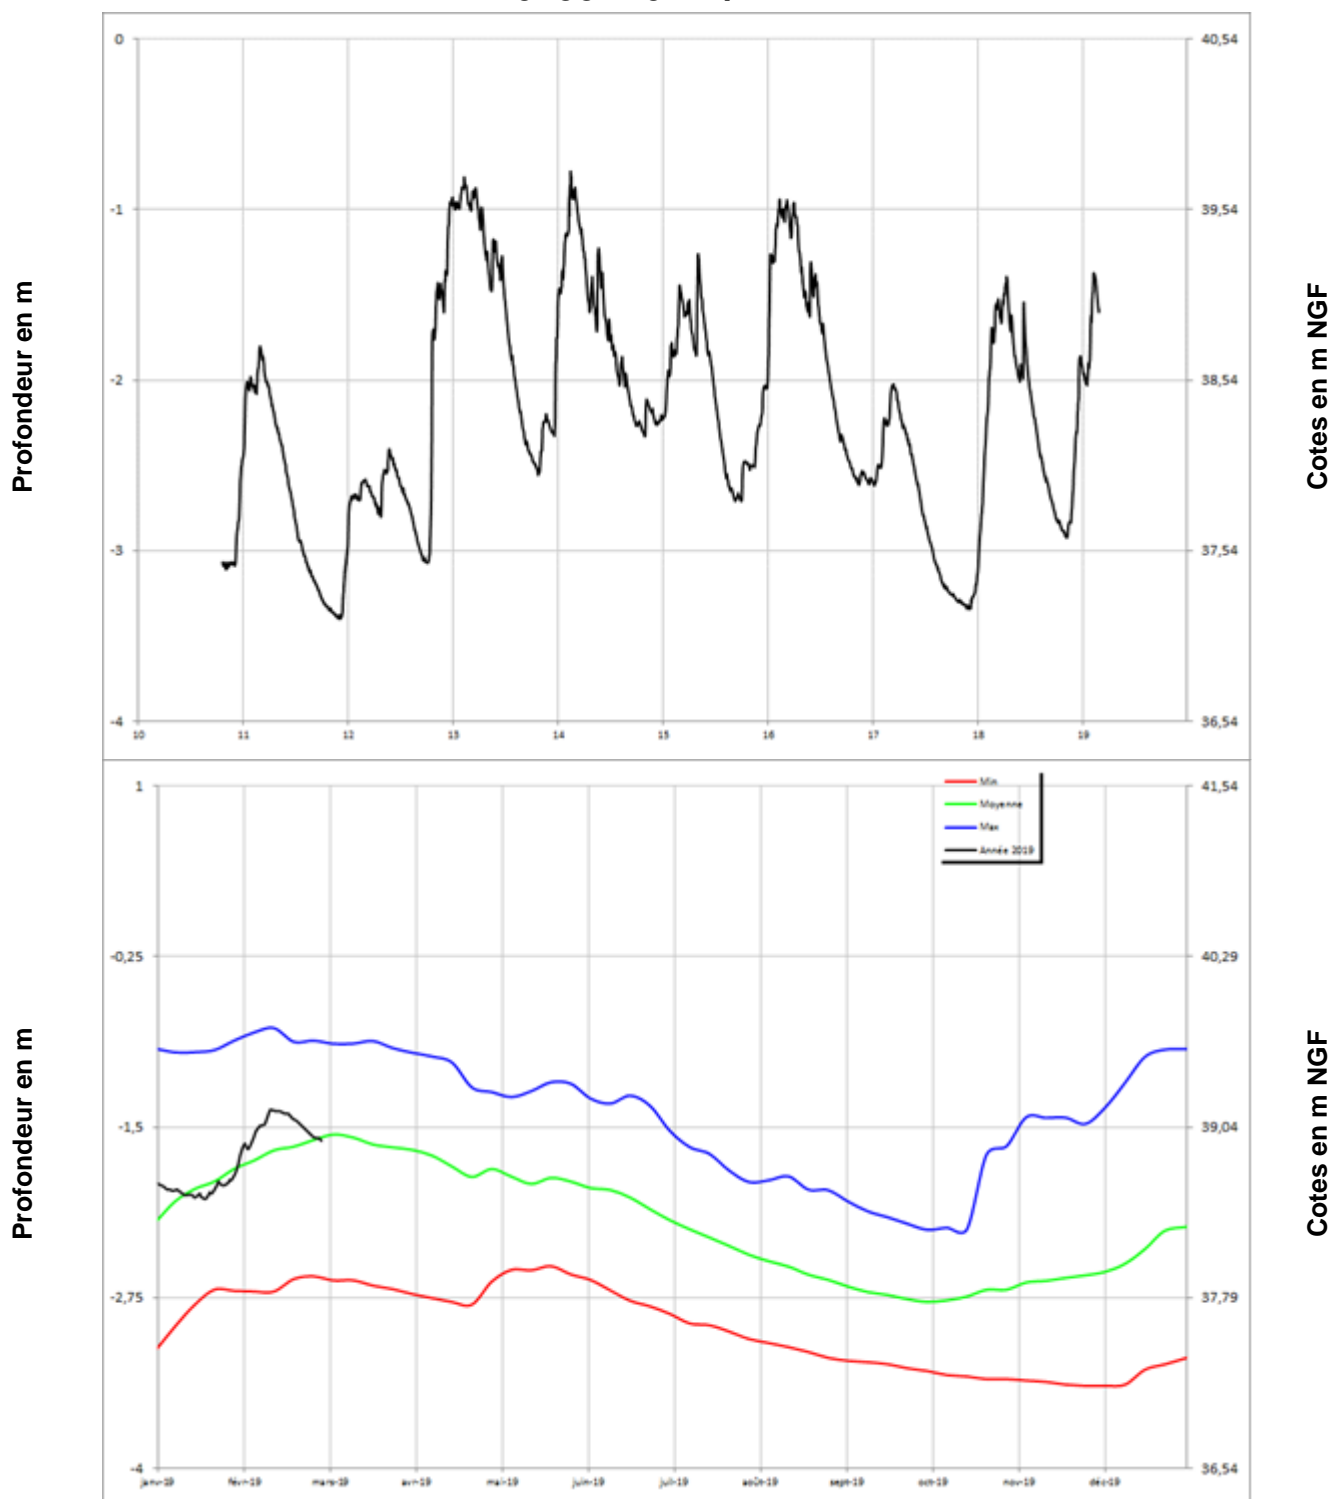 0
40,54
-1
39,54
-2
38,54
-3
37,54
-4
36,54
10
11
12
13
14
15
16
17
18
19
Profondeur en m
Cotes en m NGF
1
41,54
Min
Moyenne
Max
Année 2019
-0,25
40,29
-1,5
39,04
-2,75
37,79
-4
36,54
janv-19
févr-19
mars-19
avr-19
mai-19
juin-19
juil-19
août-19
sept-19
oct-19
nov-19
déc-19
Profondeur en m
Cotes en m NGF